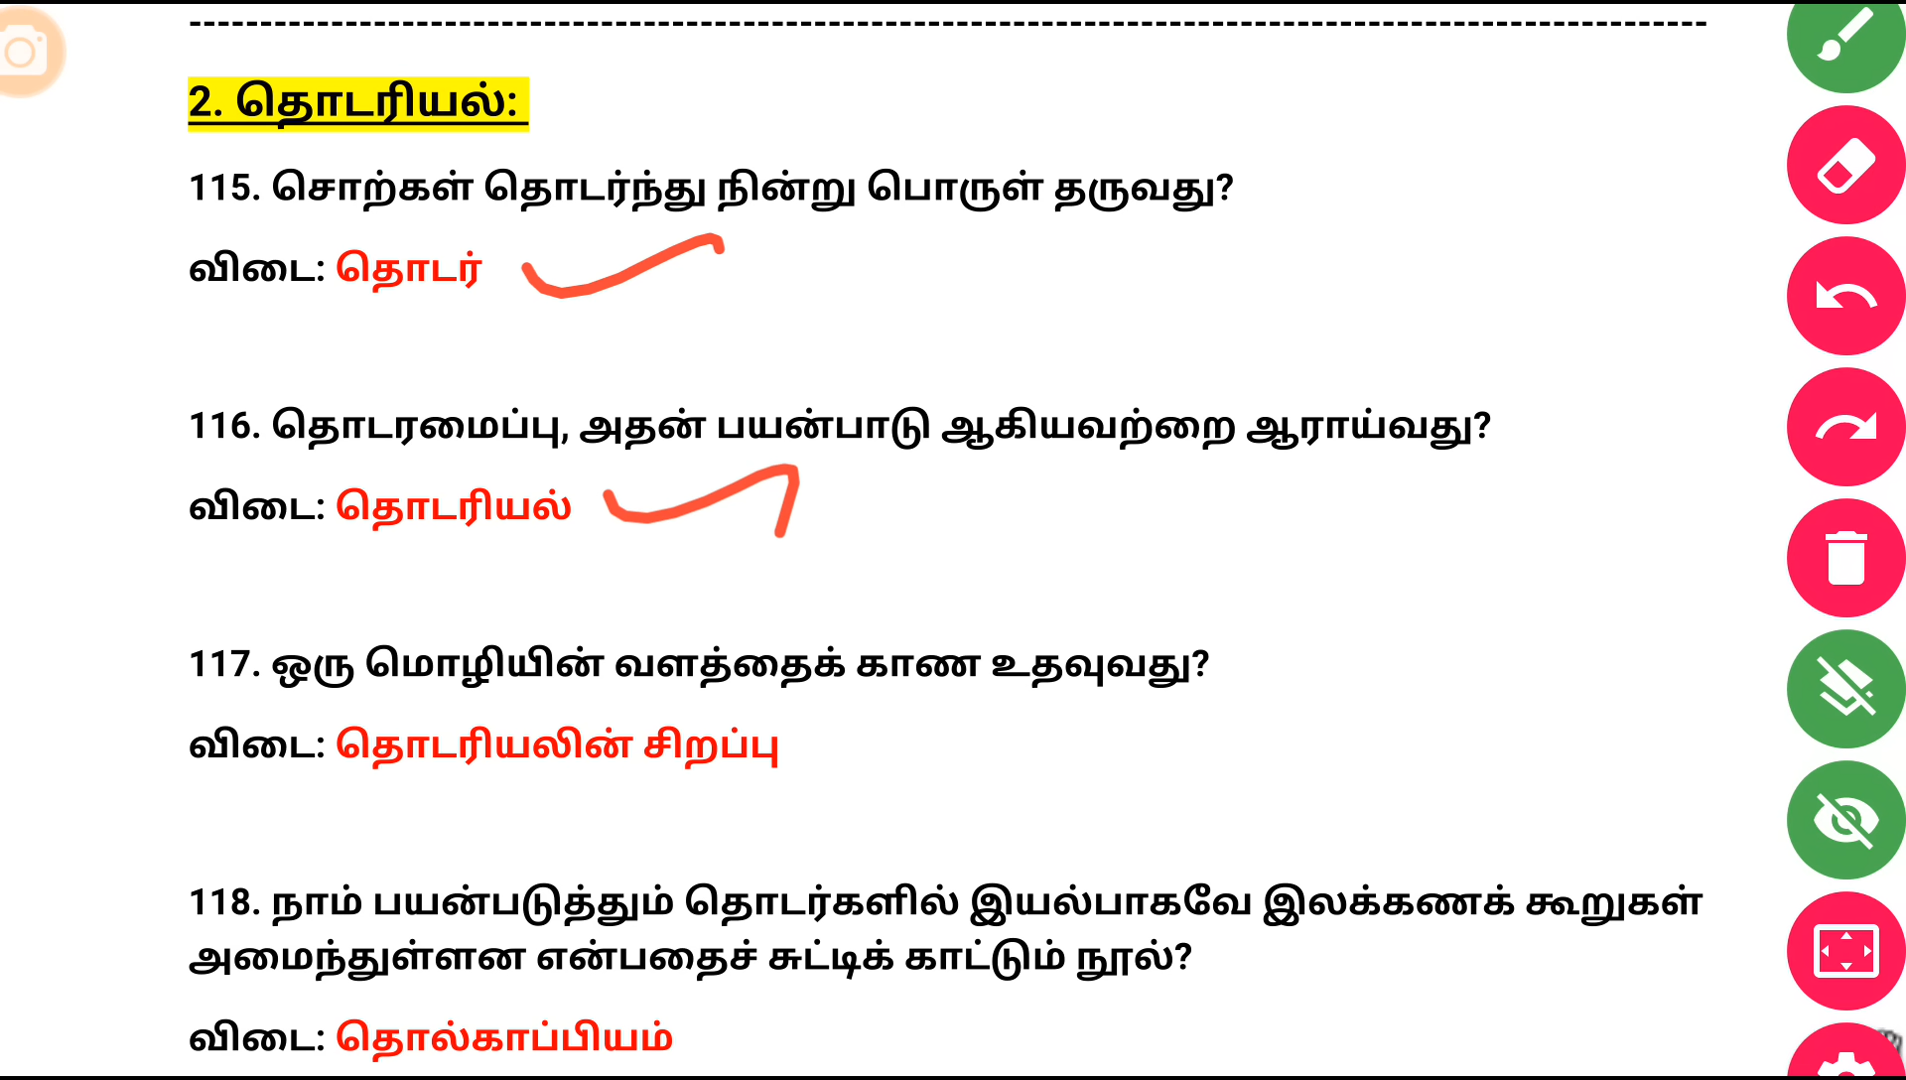 2. தொடரியல்:
115. சொற்கள் தொடர்ந்து நின்று பொருள் தருவது?
விடை: தொடர்
116. தொடரமைப்பு, அதன் பயன்பாடு ஆகியவற்றை ஆராய்வது?
விடை: தொடரியல்
117. ஒரு மொழியின் வளத்தைக் காண உதவுவது?
விடை: தொடரியலின் சிறப்பு
118. நாம் பயன்படுத்தும் தொடர்களில் இயல்பாகவே இலக்கணக் கூறுகள்
அமைந்துள்ளன என்பதைச் சுட்டிக் காட்டும் நூல்?
விடை: தொல்காப்பியம்